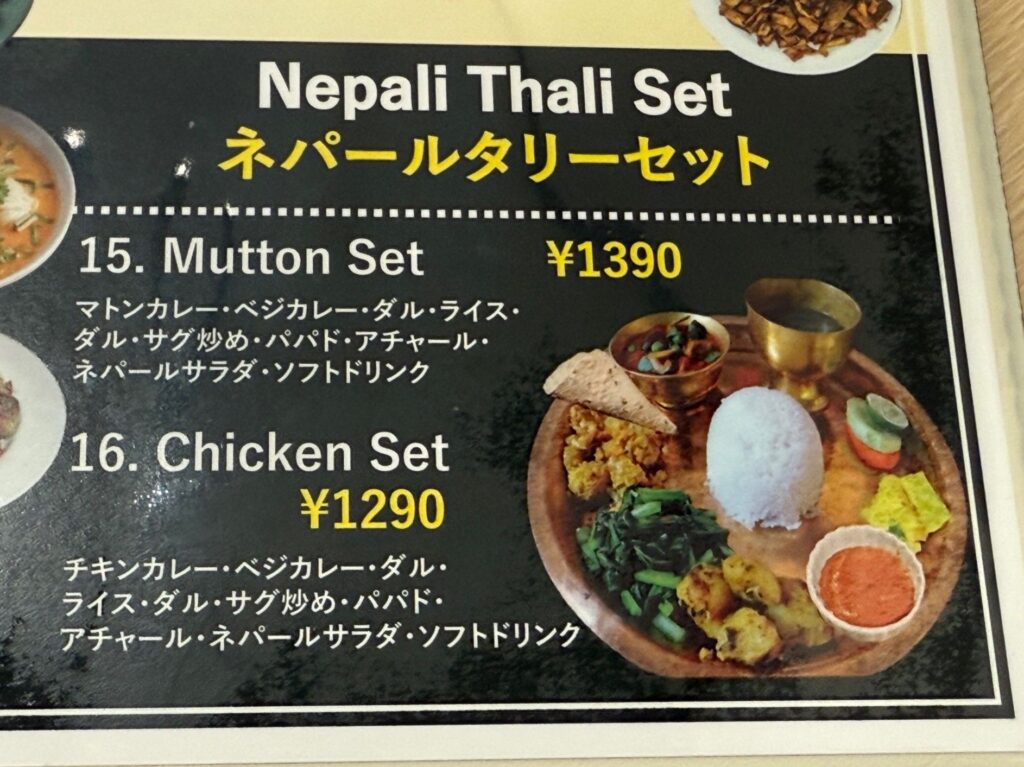 Nepali Thali Set
ネパールタリーセット
15. Mutton Set ¥1390
マトンカレー・ベジカレー・ダル・ライス・
ダル・サグ炒め・パパド・アチャール・
ネパールサラダ・ソフトドリンク
16. Chicken Set
¥1290
チキンカレー・ベジカレー・ダル・
ライス・ダル・サグ炒め・パパド・
アチャール・ネパールサラダ・ソフトドリンク